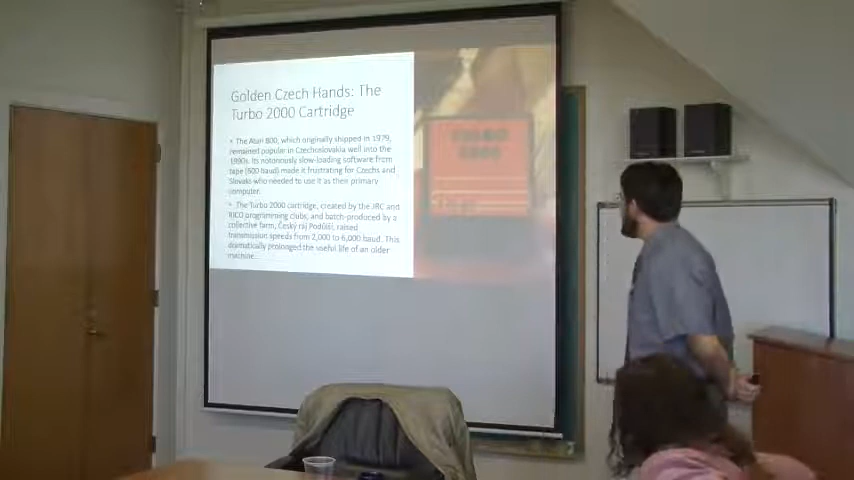 Golden Czech Hands: The
Turbo 2000 Cartridge
• The Atari 800, which originally shipped in 1979,
remained popular in Czechoslovakia well into the
1990s. Its notoriously slow-loading software from
tape (600 baud) made it frustrating for Czechs and
Slovaks who needed to use it as their primary
computer.
• The Turbo 2000 cartridge, created by the JRC and
RICO programming clubs, and batch-produced by a
collective farm, Český ráj Podůlší, raised
transmission speeds from 2,000 to 6,000 baud. This
dramatically prolonged the useful life of an older
machine...
TURBO
2000